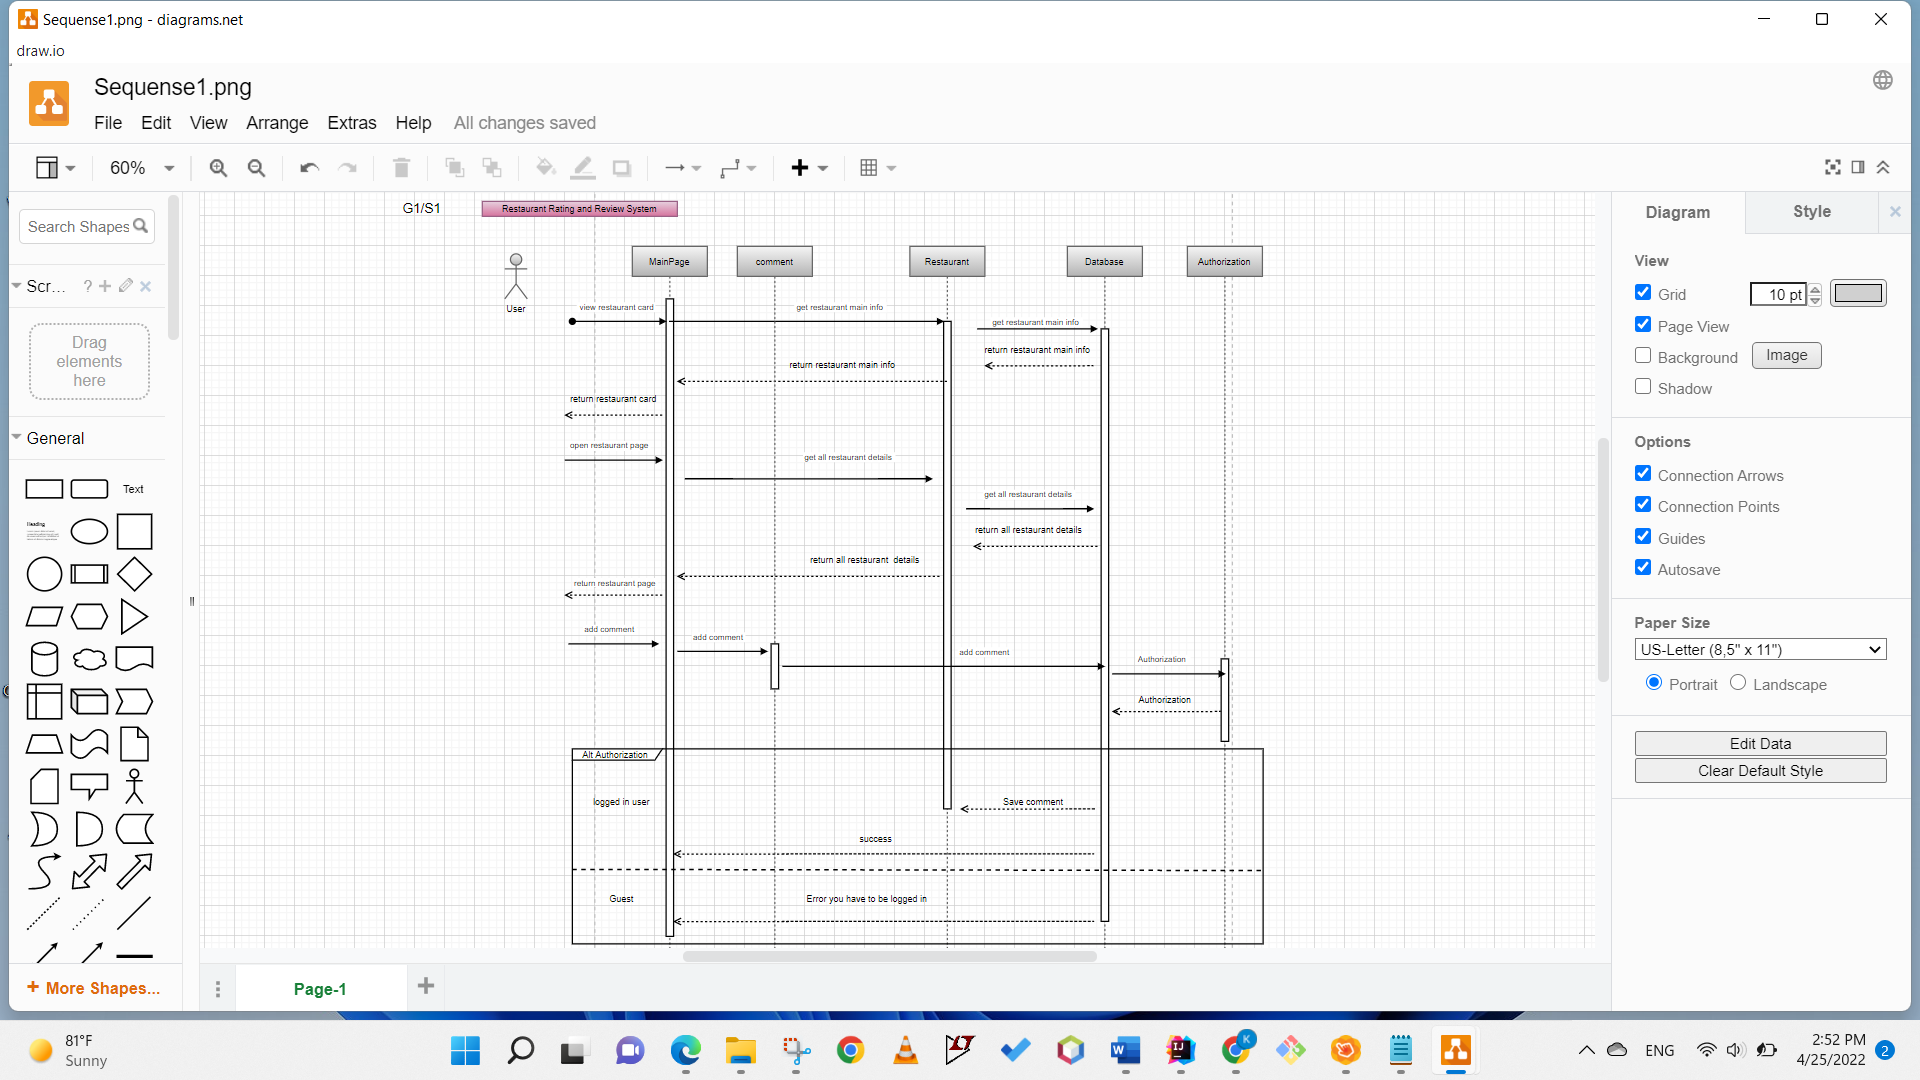 Sequense1.png - diagrams.net
draw.io
Sequense1.png
File Edit View Arrange Extras Help All changes saved
60%
Search Shapes
Scr... ?
Drag
elements
here
General
Text
Heading
More Shapes...
G1/S1
Restaurant Rating and Review System
User
MainPage
comment
Restaurant
Database
Authorization
view restaurant card
get restaurant main info
get restaurant main info
return restaurant main info
return restaurant main info
return restaurant card
open restaurant page
get all restaurant details
get all restaurant details
return all restaurant details
return all restaurant details
return restaurant page
add comment
add comment
add comment
Authorization
Authorization
Alt Authorization
logged in user
Save comment
success
Guest
Error you have to be logged in
Page-1
Diagram
Style
View
Grid
10 pt
Page View
Background
Image
Shadow
Options
Connection Arrows
Connection Points
Guides
Autosave
Paper Size
US-Letter (8,5" x 11")
Portrait Landscape
Edit Data
Clear Default Style
81°F
Sunny
ENG
2:52 PM
4/25/2022
2